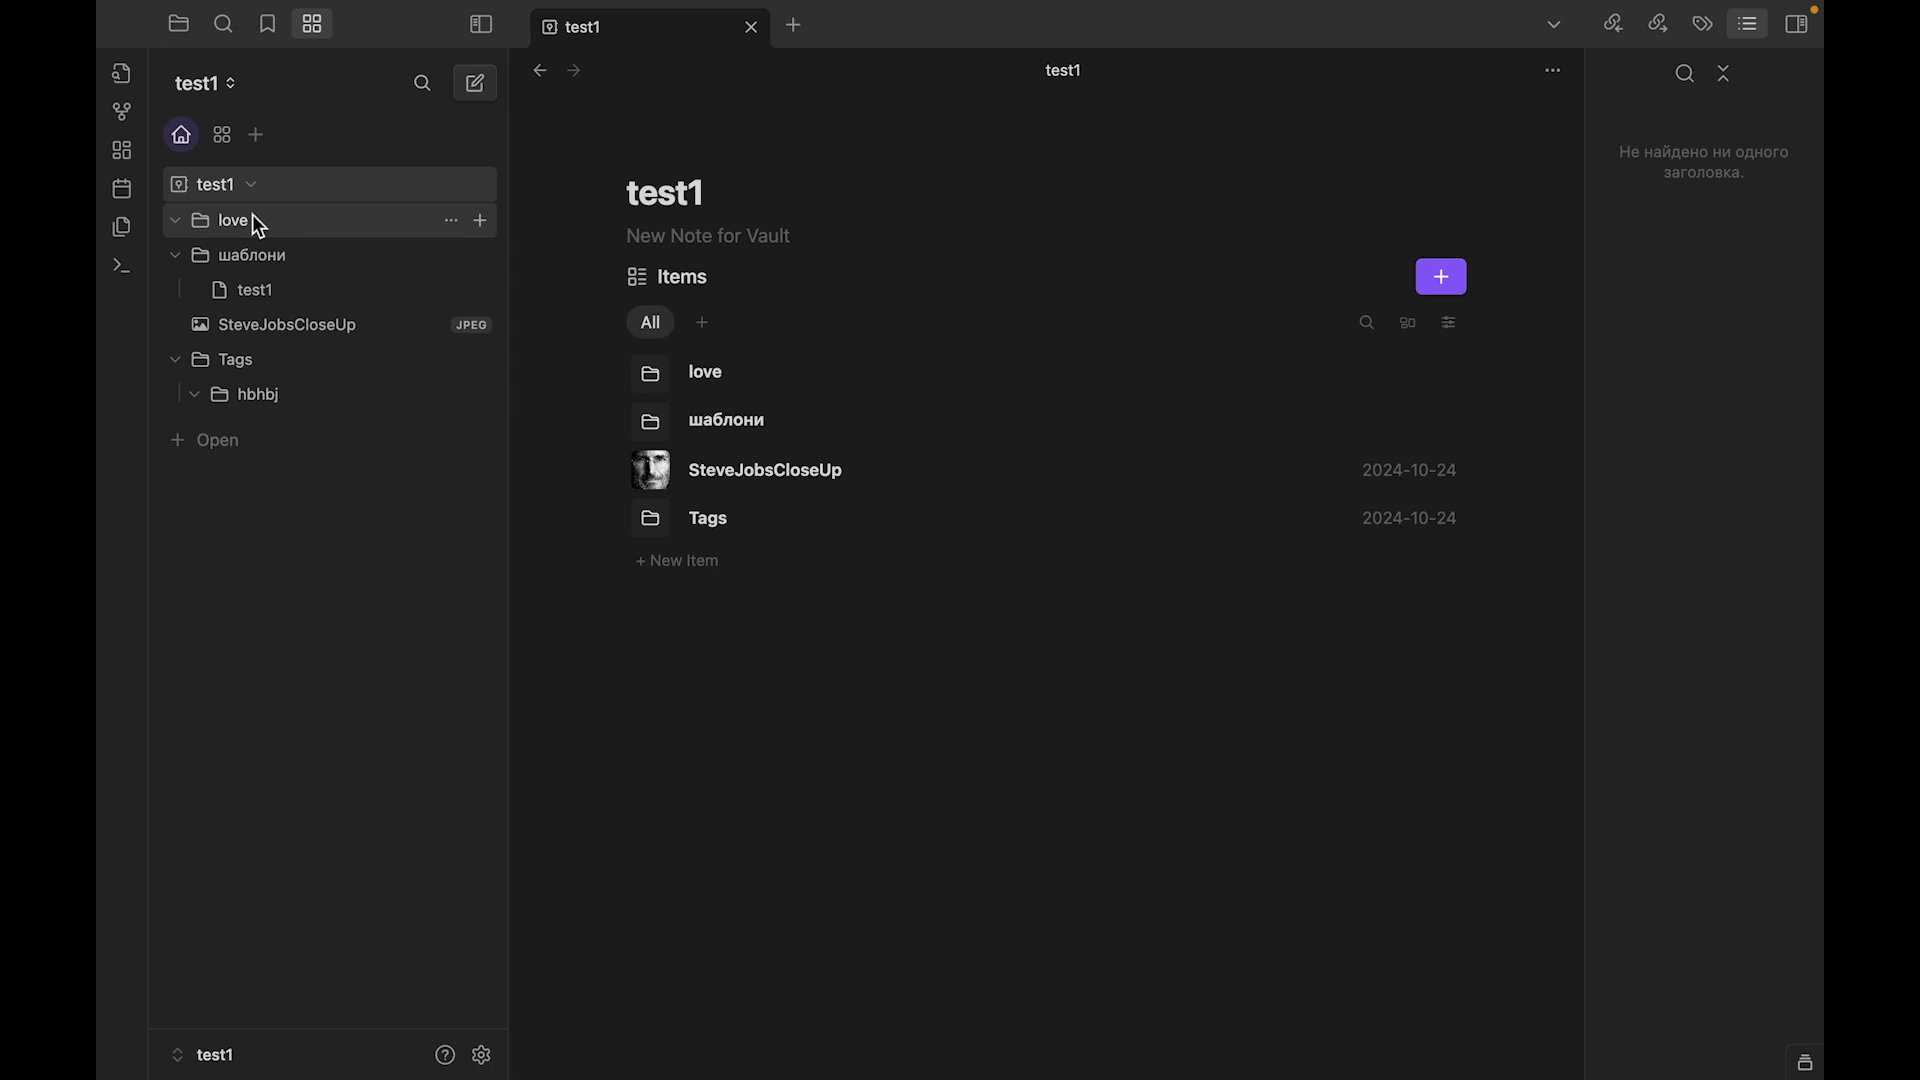 test1
test1
test1
Не найдено ни одного
заголовка.
test1
love
шаблони
test1
SteveJobsCloseUp JPEG
Tags
hbhbj
Open
test1
New Note for Vault
Items
All
love
шаблони
SteveJobsCloseUp 2024-10-24
Tags 2024-10-24
+ New Item
test1